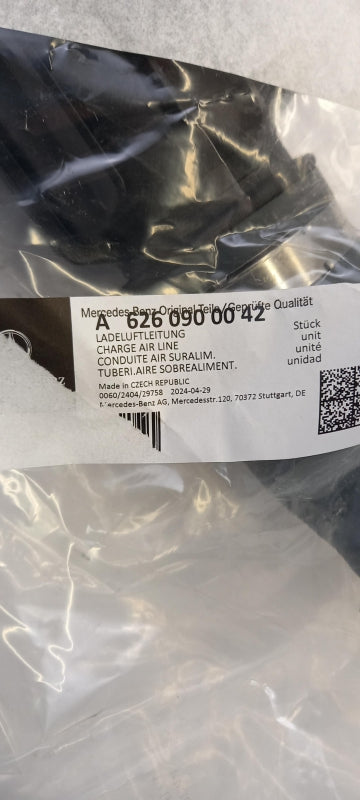 Mercedes-Benz Original Teile / Geprüfte Qualität
A 626 090 00 42
LADELUFTLEITUNG Stück
CHARGE AIR LINE unit
CONDUITE AIR SURALIM. unité
TUBERI.AIRE SOBREALIMENT. unidad
Made in CZECH REPUBLIC
0060/2404/29758 2024-04-29
Mercedes-Benz AG, Mercedesstr.120, 70372 Stuttgart, DE